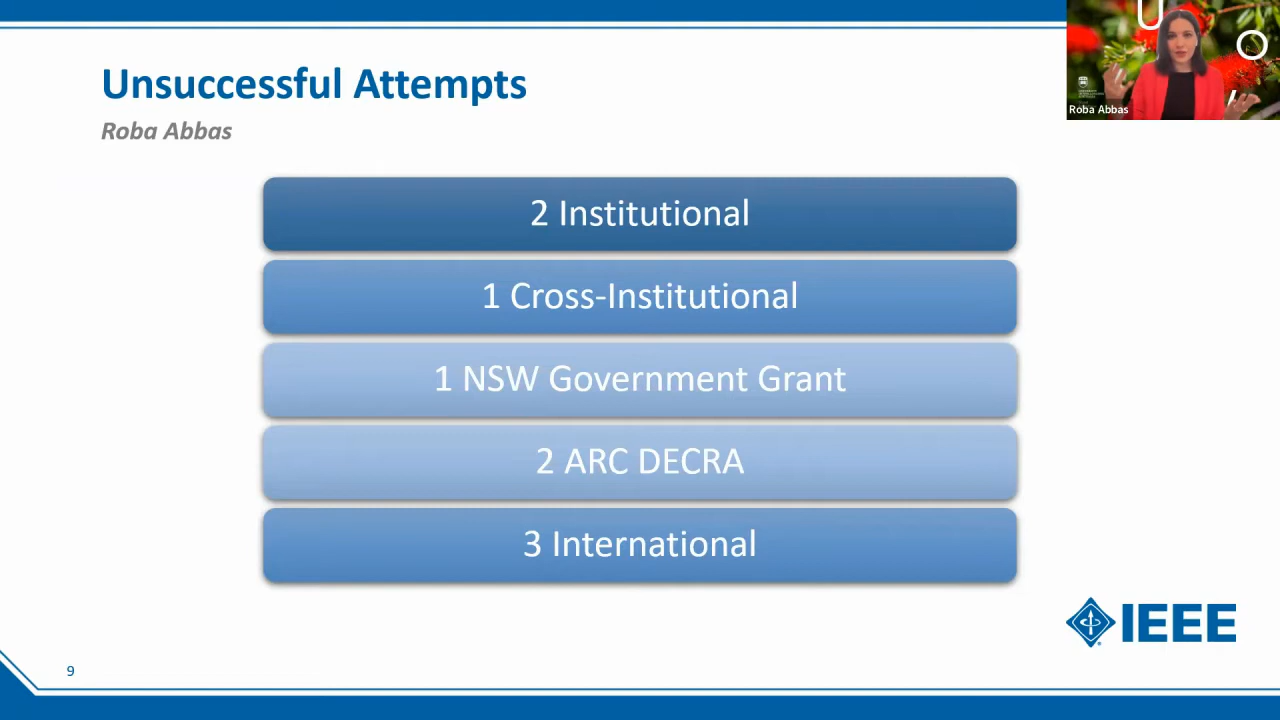 Unsuccessful Attempts
Roba Abbas
Roba Abbas
2 Institutional
1 Cross-Institutional
1 NSW Government Grant
2 ARC DECRA
3 International
IEEE
9